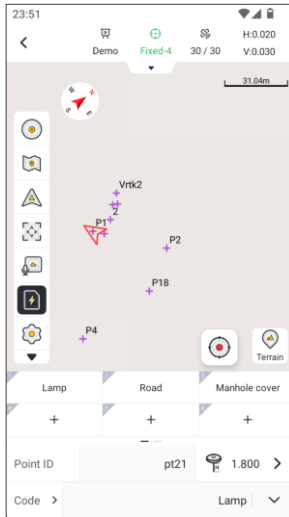 23:51
Demo
Fixed-4
30 / 30
H:0.020
V:0.030
31.04m
W N
S E
Vrtk2
2
P1
P2
P18
P4
Terrain
Lamp Road Manhole cover
+ + +
Point ID pt21 1.800
Code Lamp